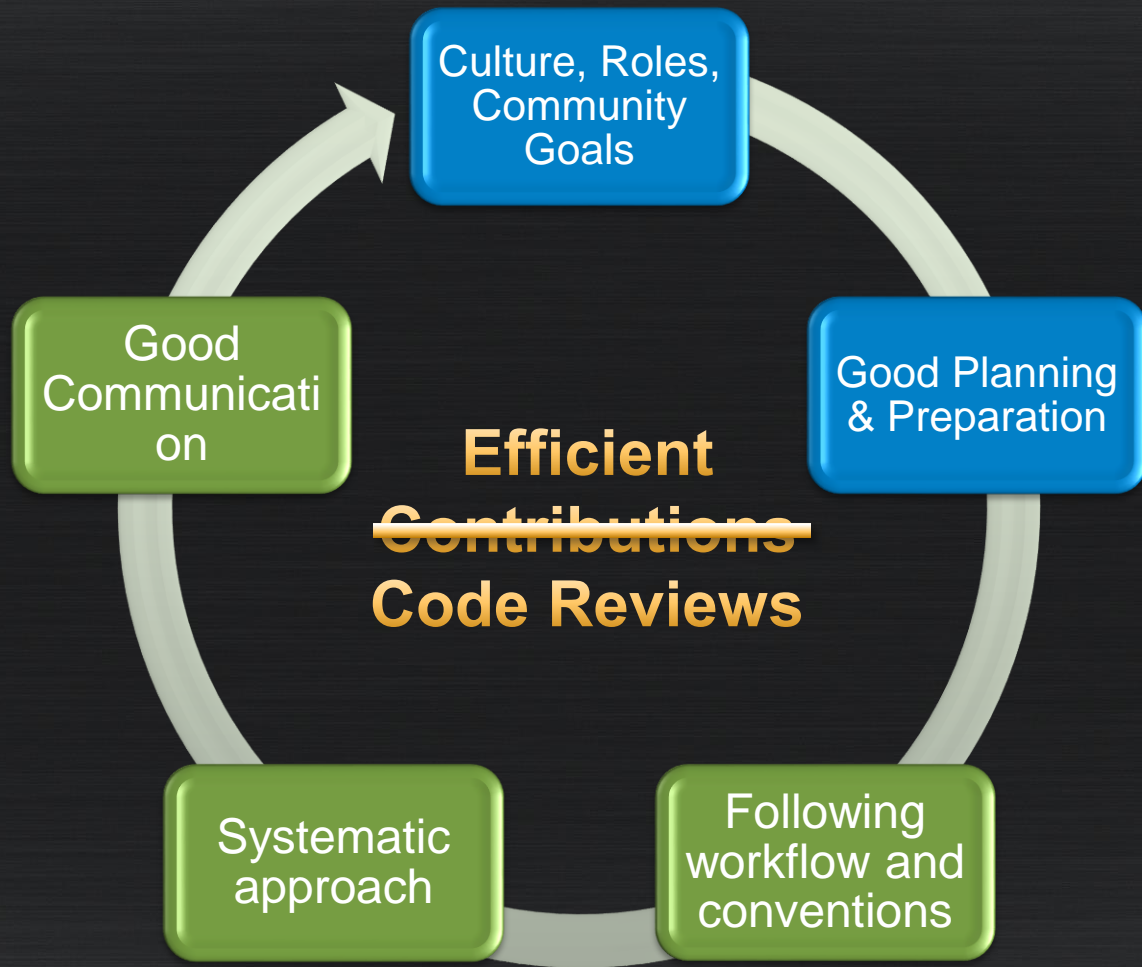 Culture, Roles,
Community
Goals
Good Planning
& Preparation
Following
workflow and
conventions
Systematic
approach
Good
Communicati
on
Efficient
Contributions
Code Reviews